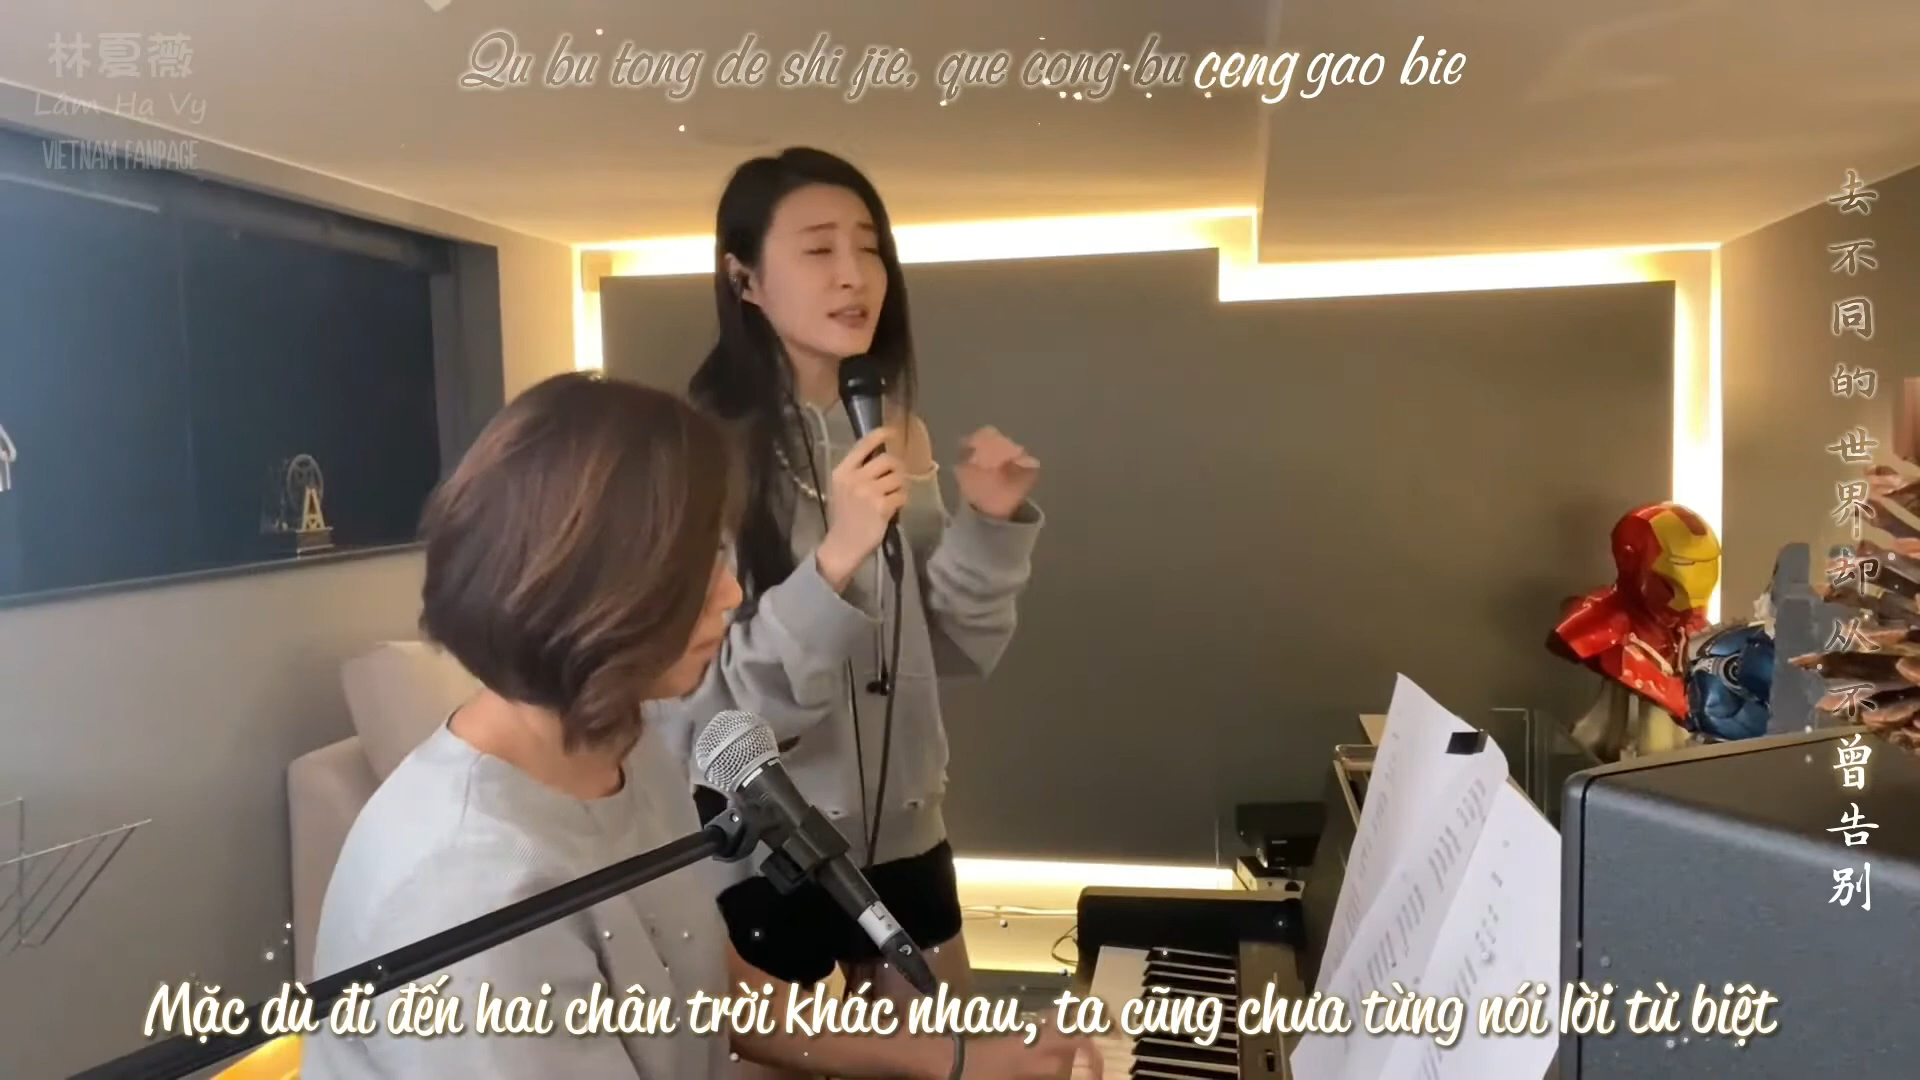 林夏薇
Lâm Hạ Vy
VIETNAM FANPAGE
Qu bu tong de shi jie, que cong bu ceng gao bie
去不同的世界却从不曾告别
Mặc dù đi đến hai chân trời khác nhau, ta cũng chưa từng nói lời từ biệt